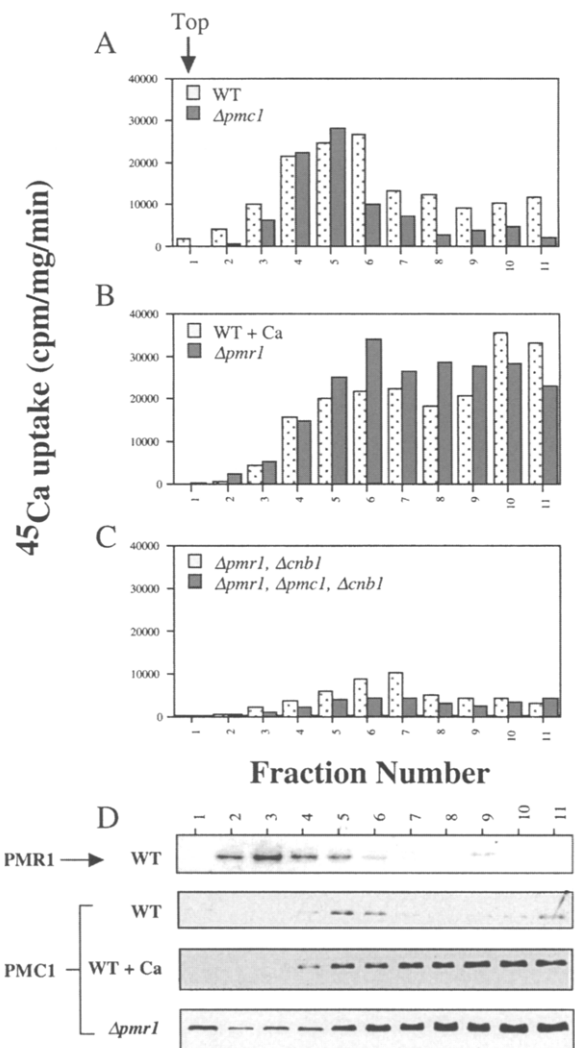 Top
A
40000
30000
20000
10000
0
WT
Δpmc1
1 2 3 4 5 6 7 8 9 10 11
B
40000
30000
20000
10000
0
WT + Ca
Δpmr1
1 2 3 4 5 6 7 8 9 10 11
C
40000
30000
20000
10000
0
Δpmr1, Δcnb1
Δpmr1, Δpmc1, Δcnb1
1 2 3 4 5 6 7 8 9 10 11
45Ca uptake (cpm/mg/min)
Fraction Number
D
1 2 3 4 5 6 7 8 9 10 11
PMR1 WT
WT
PMC1 WT + Ca
Δpmr1